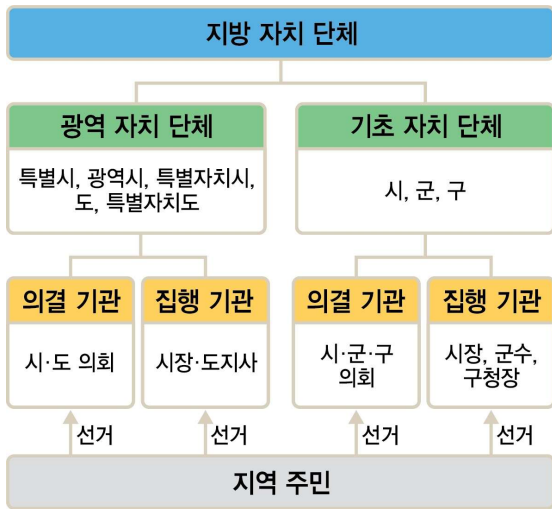 지방 자치 단체
광역 자치 단체
특별시, 광역시, 특별자치시,
도, 특별자치도
기초 자치 단체
시, 군, 구
의결 기관
시·도 의회
집행 기관
시장·도지사
의결 기관
시·군·구
의회
집행 기관
시장, 군수,
구청장
선거
선거
선거
선거
지역 주민